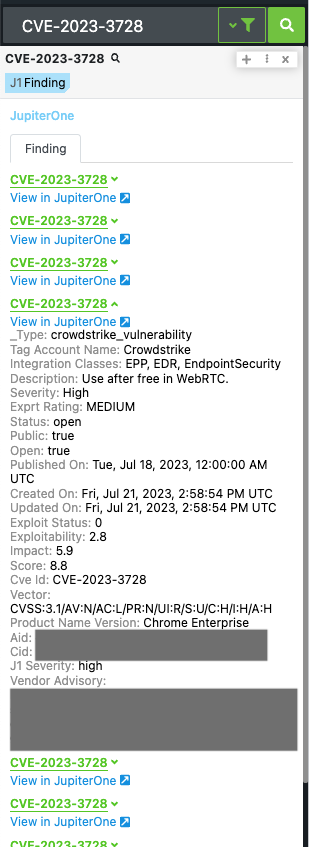 CVE-2023-3728
CVE-2023-3728
J1 Finding
JupiterOne
Finding
CVE-2023-3728
View in JupiterOne
CVE-2023-3728
View in JupiterOne
CVE-2023-3728
View in JupiterOne
CVE-2023-3728
View in JupiterOne
_Type: crowdstrike_vulnerability
Tag Account Name: Crowdstrike
Integration Classes: EPP, EDR, EndpointSecurity
Description: Use after free in WebRTC.
Severity: High
Exprt Rating: MEDIUM
Status: open
Public: true
Open: true
Published On: Tue, Jul 18, 2023, 12:00:00 AM
UTC
Created On: Fri, Jul 21, 2023, 2:58:54 PM UTC
Updated On: Fri, Jul 21, 2023, 2:58:54 PM UTC
Exploit Status: 0
Exploitability: 2.8
Impact: 5.9
Score: 8.8
Cve Id: CVE-2023-3728
Vector:
CVSS:3.1/AV:N/AC:L/PR:N/UI:R/S:U/C:H/I:H/A:H
Product Name Version: Chrome Enterprise
Aid:
Cid:
J1 Severity: high
Vendor Advisory:
CVE-2023-3728
View in JupiterOne
CVE-2023-3728
View in JupiterOne
CVE-2023-3728